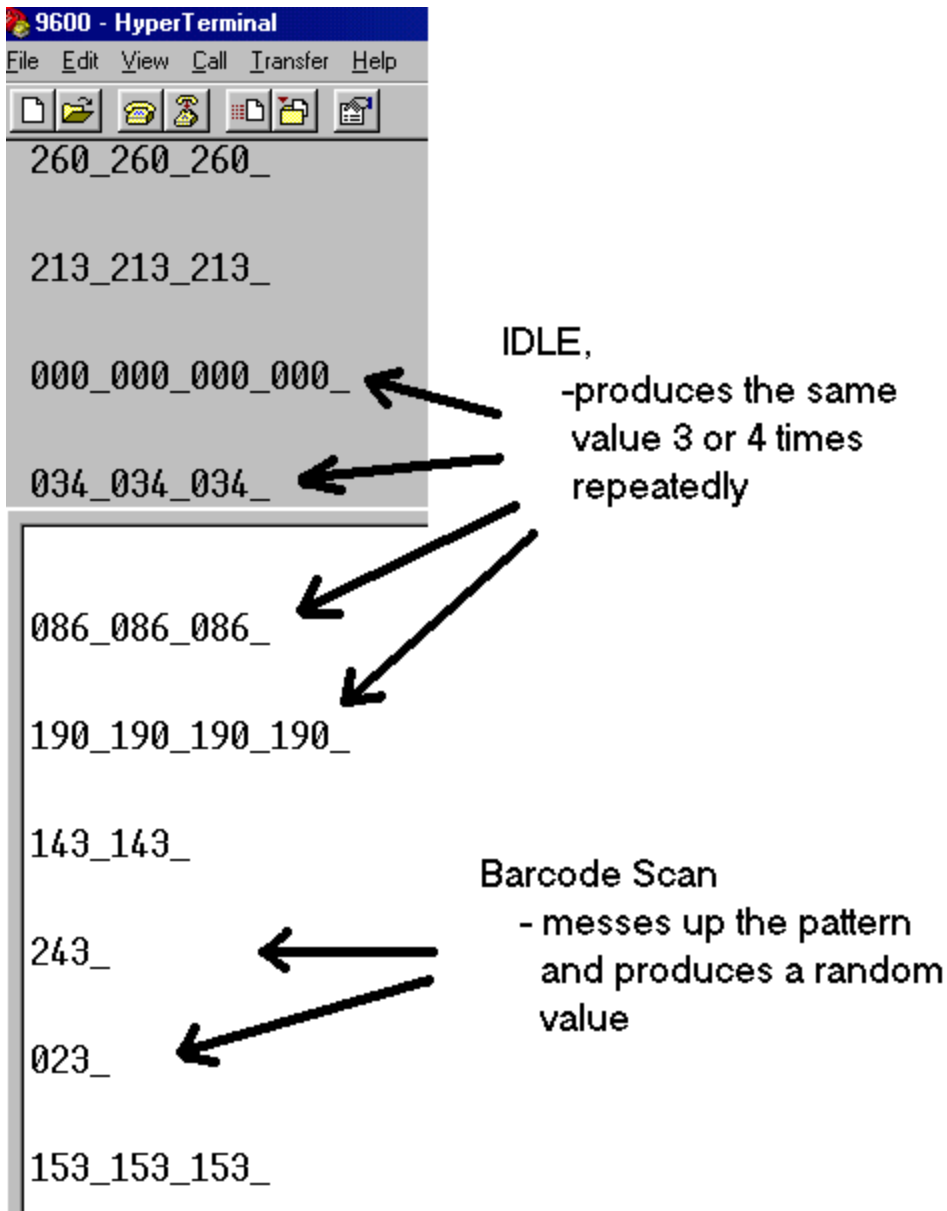 9600 - HyperTerminal
File Edit View Call Transfer Help
260_260_260_
213_213_213_
000_000_000_000_
034_034_034_
086_086_086_
190_190_190_190_
143_143_
243_
023_
153_153_153_
IDLE,
-produces the same
value 3 or 4 times
repeatedly
Barcode Scan
- messes up the pattern
and produces a random
value